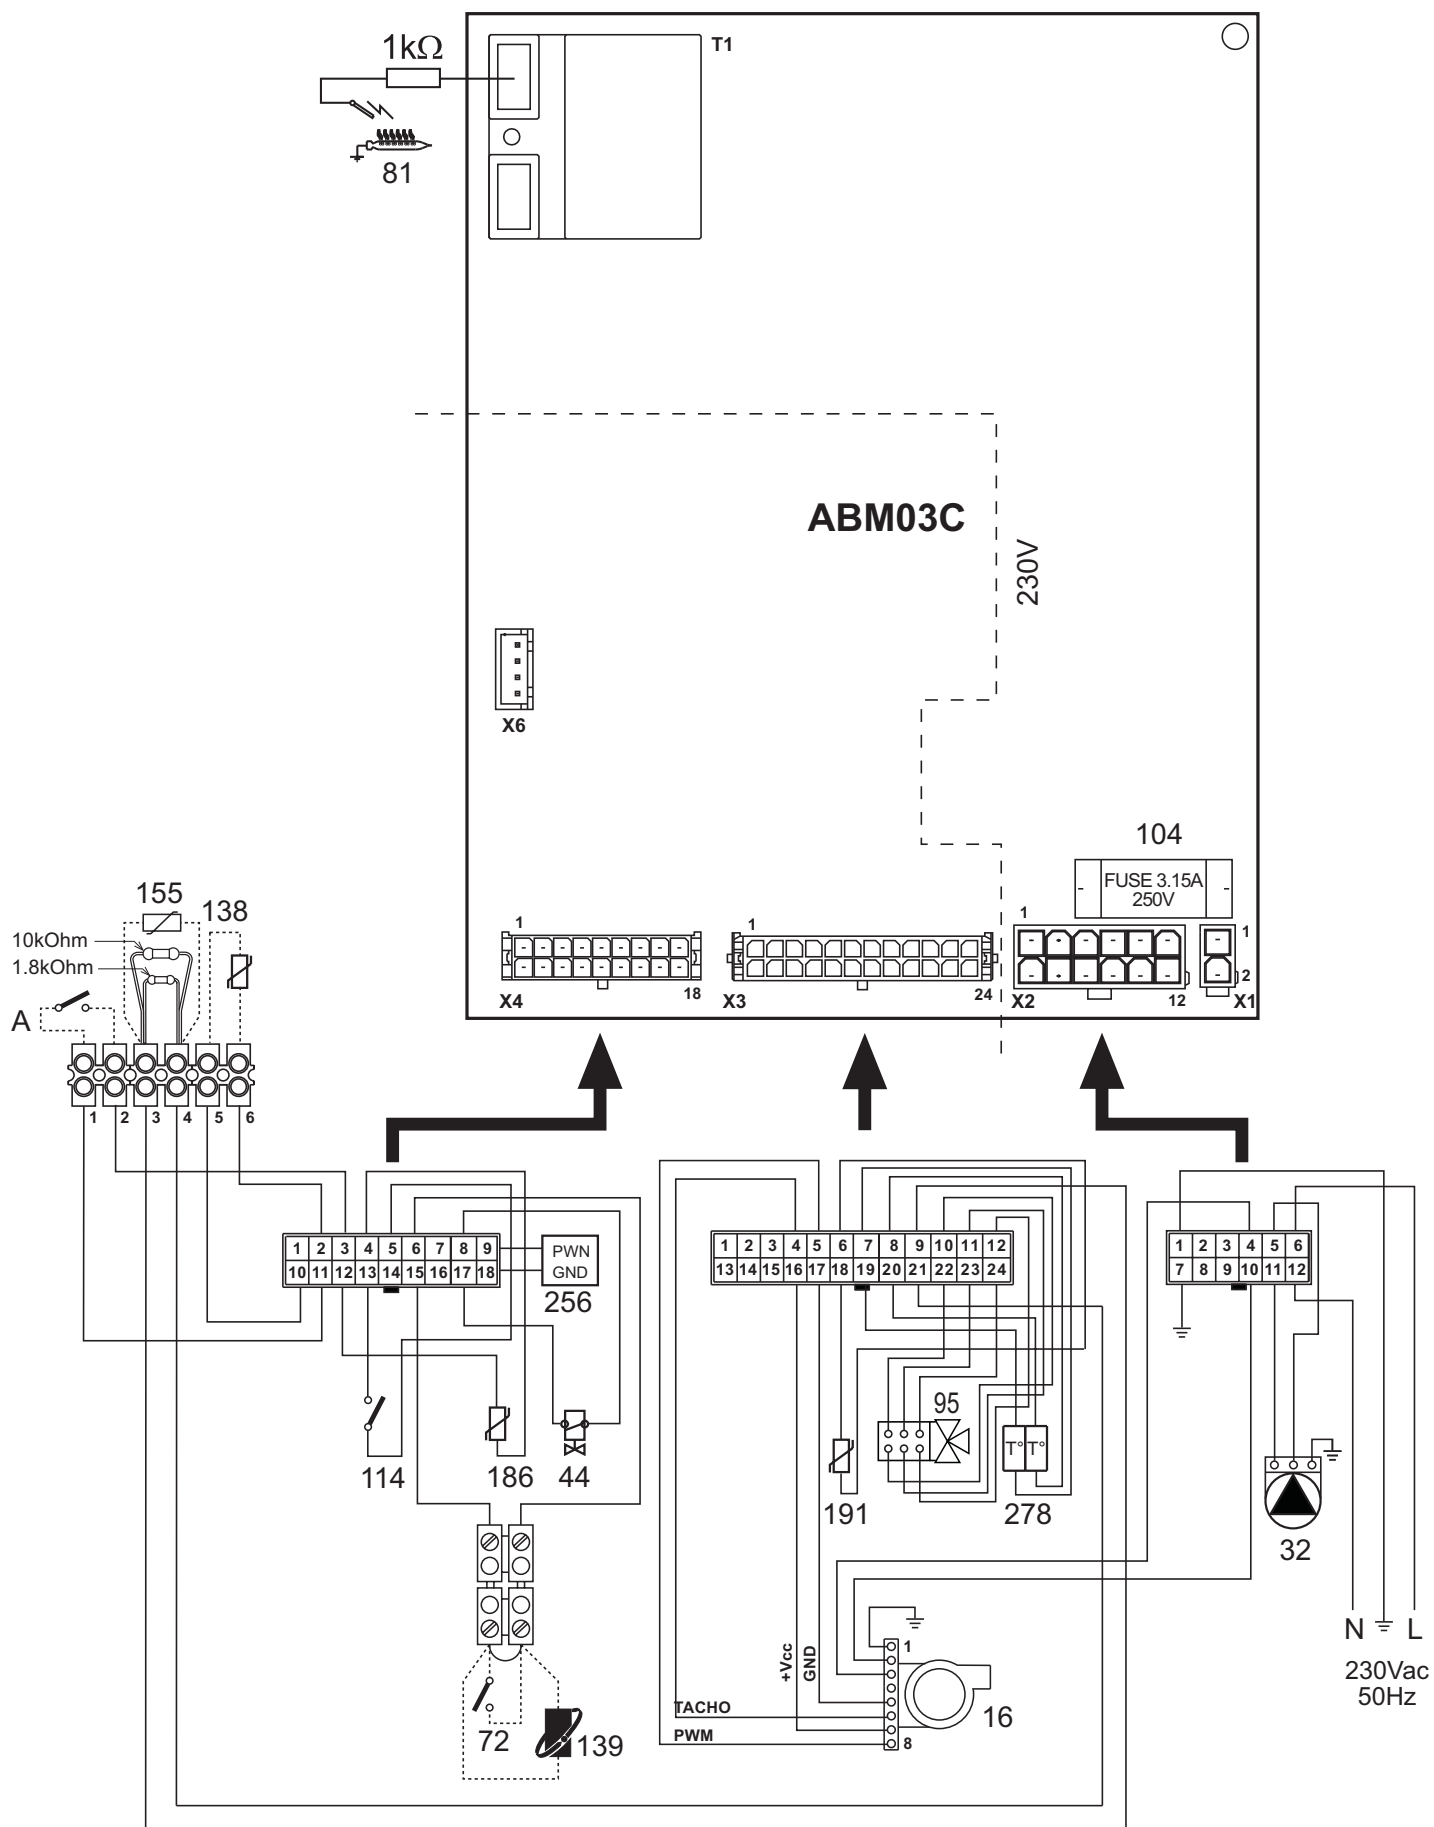 1kΩ
T1
81
ABM03C
230V
X6
104
FUSE 3.15A
250V
155
138
10kOhm
1.8kOhm
A
1
1
1
1
2
X4
18
X3
24
X2
12
X1
1 2 3 4 5 6
1 2 3 4 5 6 7 8 9
10 11 12 13 14 15 16 17 18
PWN
GND
256
1 2 3 4 5 6 7 8 9 10 11 12
13 14 15 16 17 18 19 20 21 22 23 24
1 2 3 4 5 6
7 8 9 10 11 12
95
T° T°
114
186
44
191
278
32
N L
230Vac
50Hz
+Vcc
GND
TACHO
PWM
1
8
16
72
139